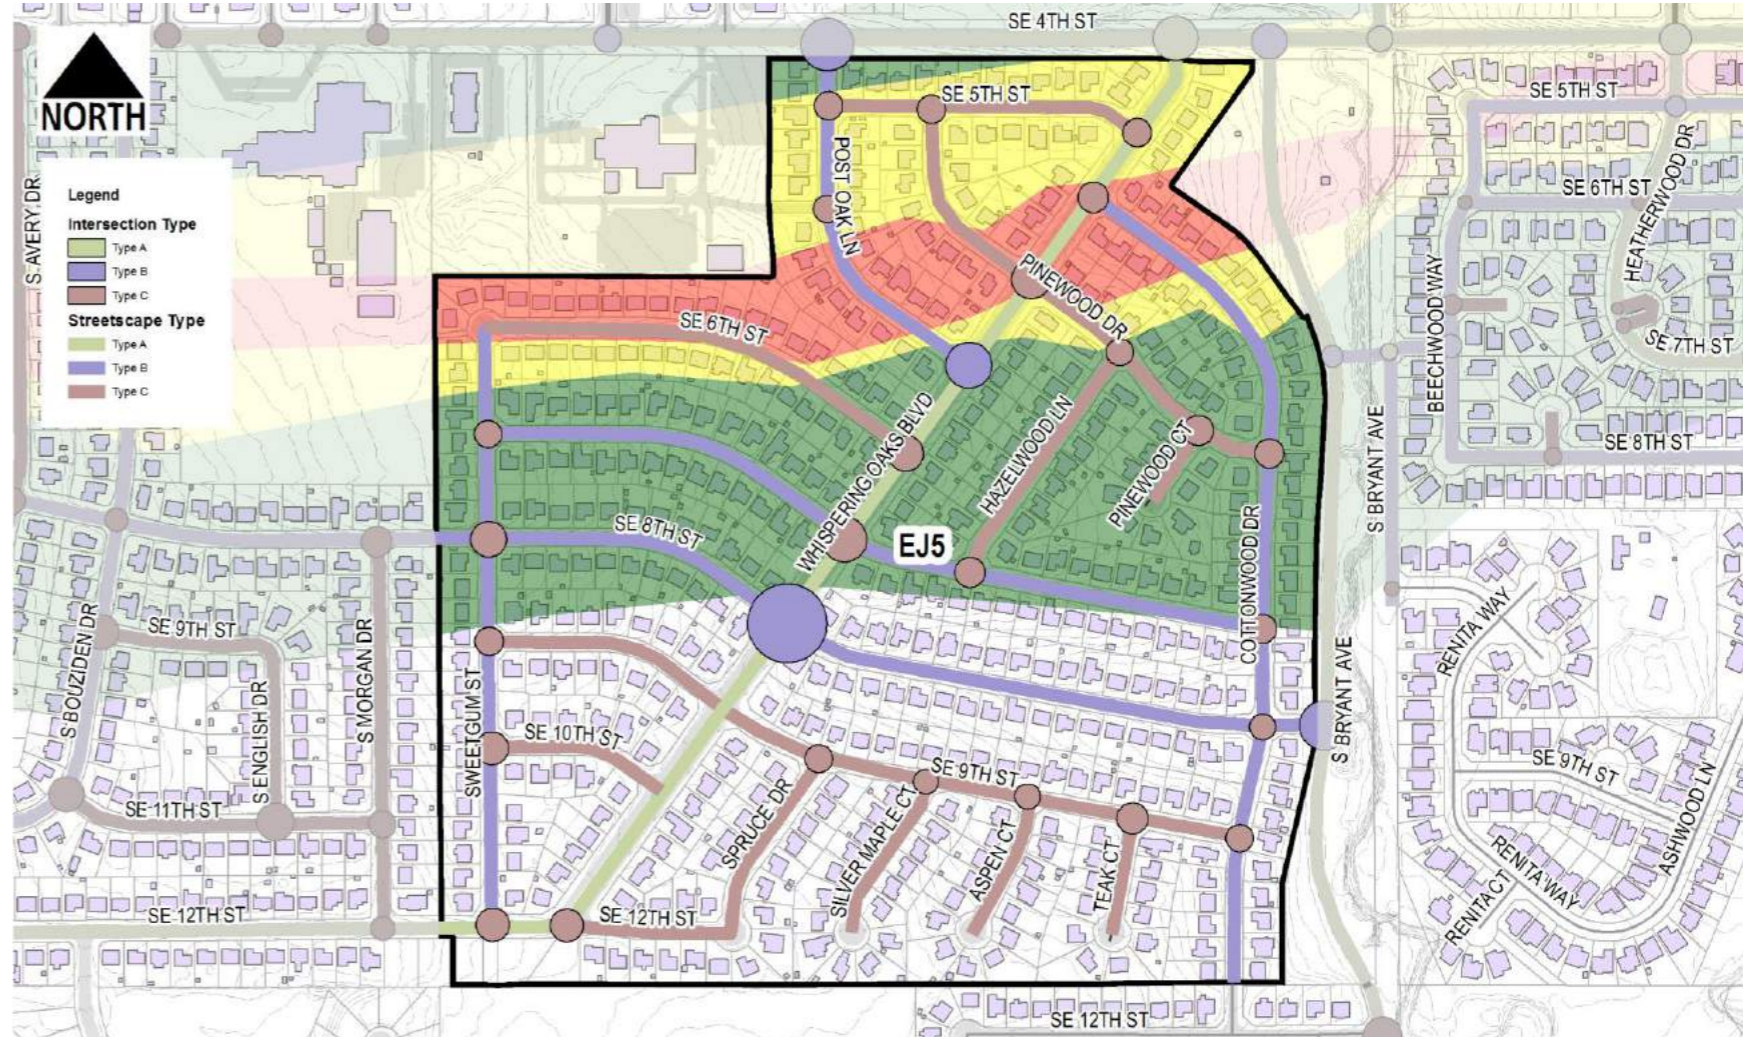 SE 4TH ST
NORTH
SE 5TH ST
SE 5TH ST
POST OAK LN
S AVERY DR
SE 6TH ST
HEATHERWOOD DR
Legend
Intersection Type
Type A
Type B
Type C
Streetscape Type
Type A
Type B
Type C
PINEWOOD DR
SE 6TH ST
BEECHWOOD WAY
SE 7TH ST
WHISPERING OAKS BLVD
HAZELWOOD LN
PINEWOOD CT
S BRYANT AVE
SE 8TH ST
SE 8TH ST
EJ5
COTTONWOOD DR
SE 9TH ST
S BOUZIDEN DR
S MORGAN DR
RENITA WAY
S ENGLISH DR
SWEETGUM ST
SE 10TH ST
S BRYANT AVE
SE 9TH ST
SE 9TH ST
SE 11TH ST
SPRUCE DR
SILVER MAPLE CT
ASPEN CT
TEAK CT
ASHWOOD LN
RENITA WAY
RENITA CT
SE 12TH ST
SE 12TH ST
SE 12TH ST